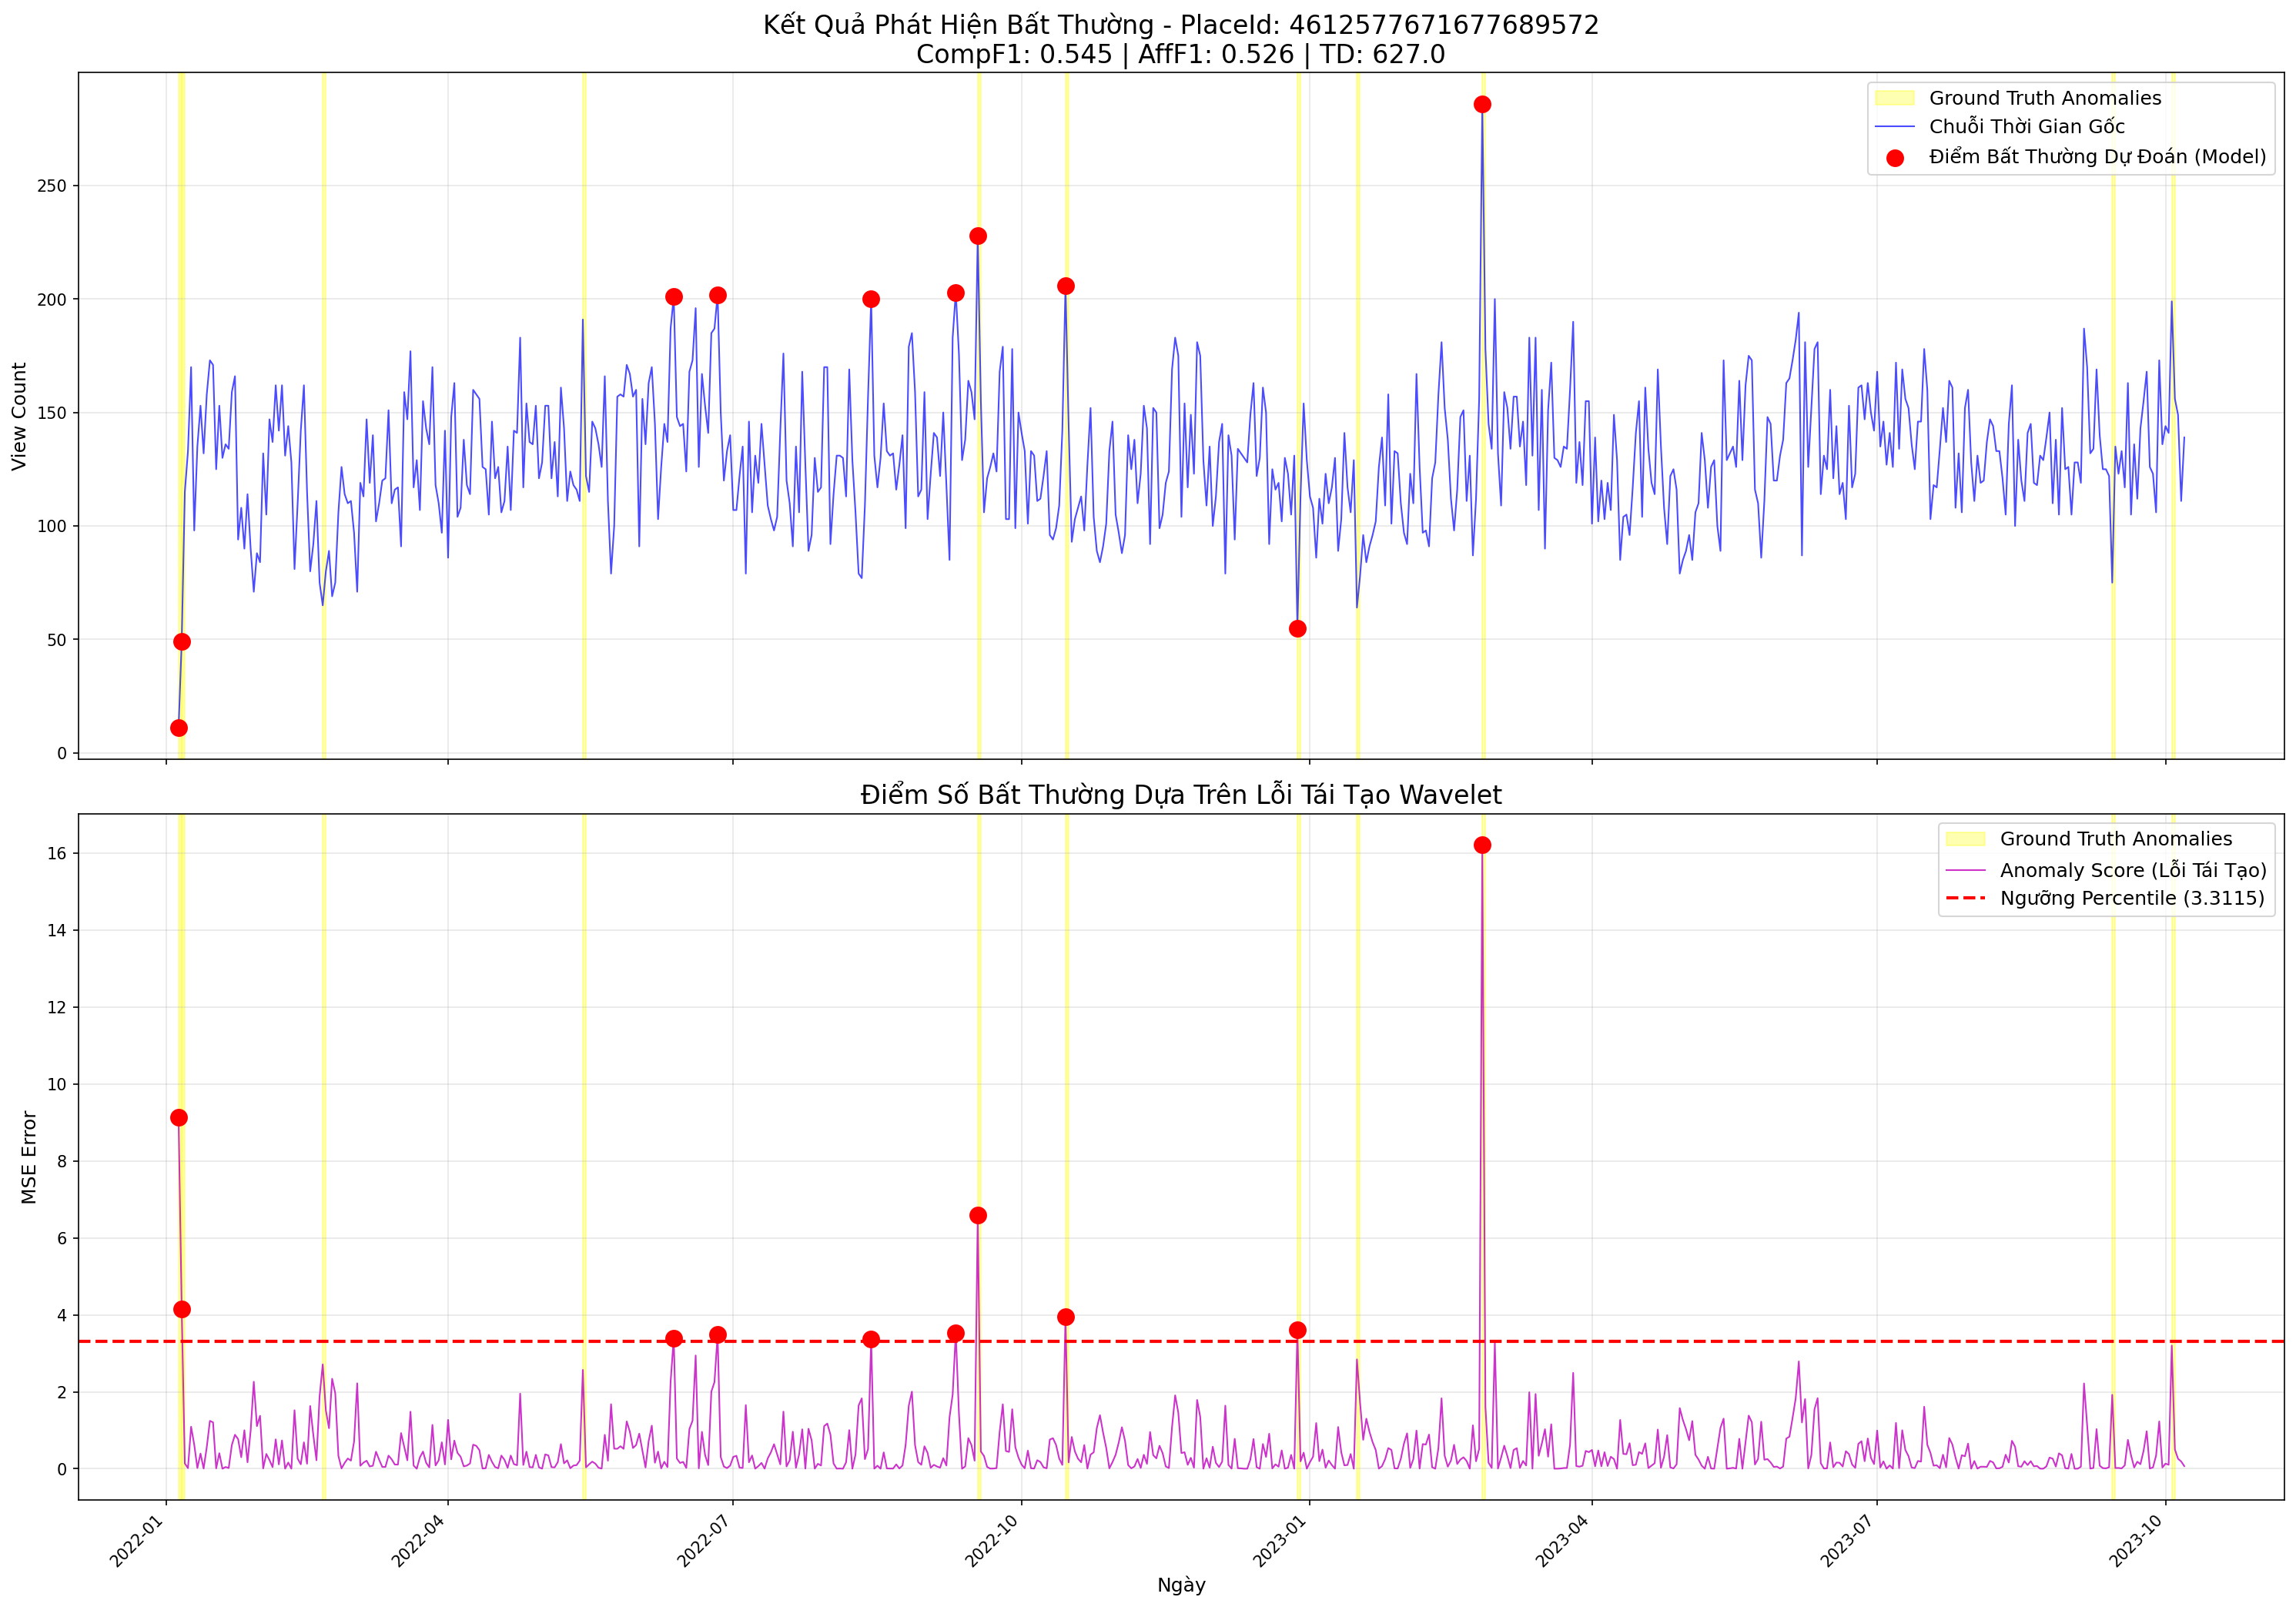 Kết Quả Phát Hiện Bất Thường - PlaceId: 4612577671677689572
CompF1: 0.545 | AffF1: 0.526 | TD: 627.0
Ground Truth Anomalies
Chuỗi Thời Gian Gốc
Điểm Bất Thường Dự Đoán (Model)
View Count
250
200
150
100
50
0
Điểm Số Bất Thường Dựa Trên Lỗi Tái Tạo Wavelet
Ground Truth Anomalies
Anomaly Score (Lỗi Tái Tạo)
Ngưỡng Percentile (3.3115)
MSE Error
16
14
12
10
8
6
4
2
0
2022-01
2022-04
2022-07
2022-10
2023-01
2023-04
2023-07
2023-10
Ngày